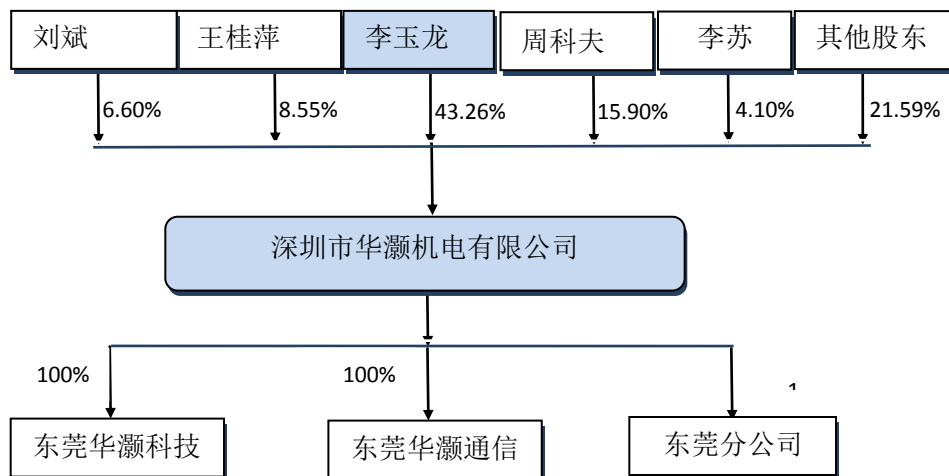 刘斌
王桂萍
李玉龙
周科夫
李苏
其他股东
6.60%
8.55%
43.26%
15.90%
4.10%
21.59%
深圳市华灏机电有限公司
100%
100%
东莞华灏科技
东莞华灏通信
东莞分公司